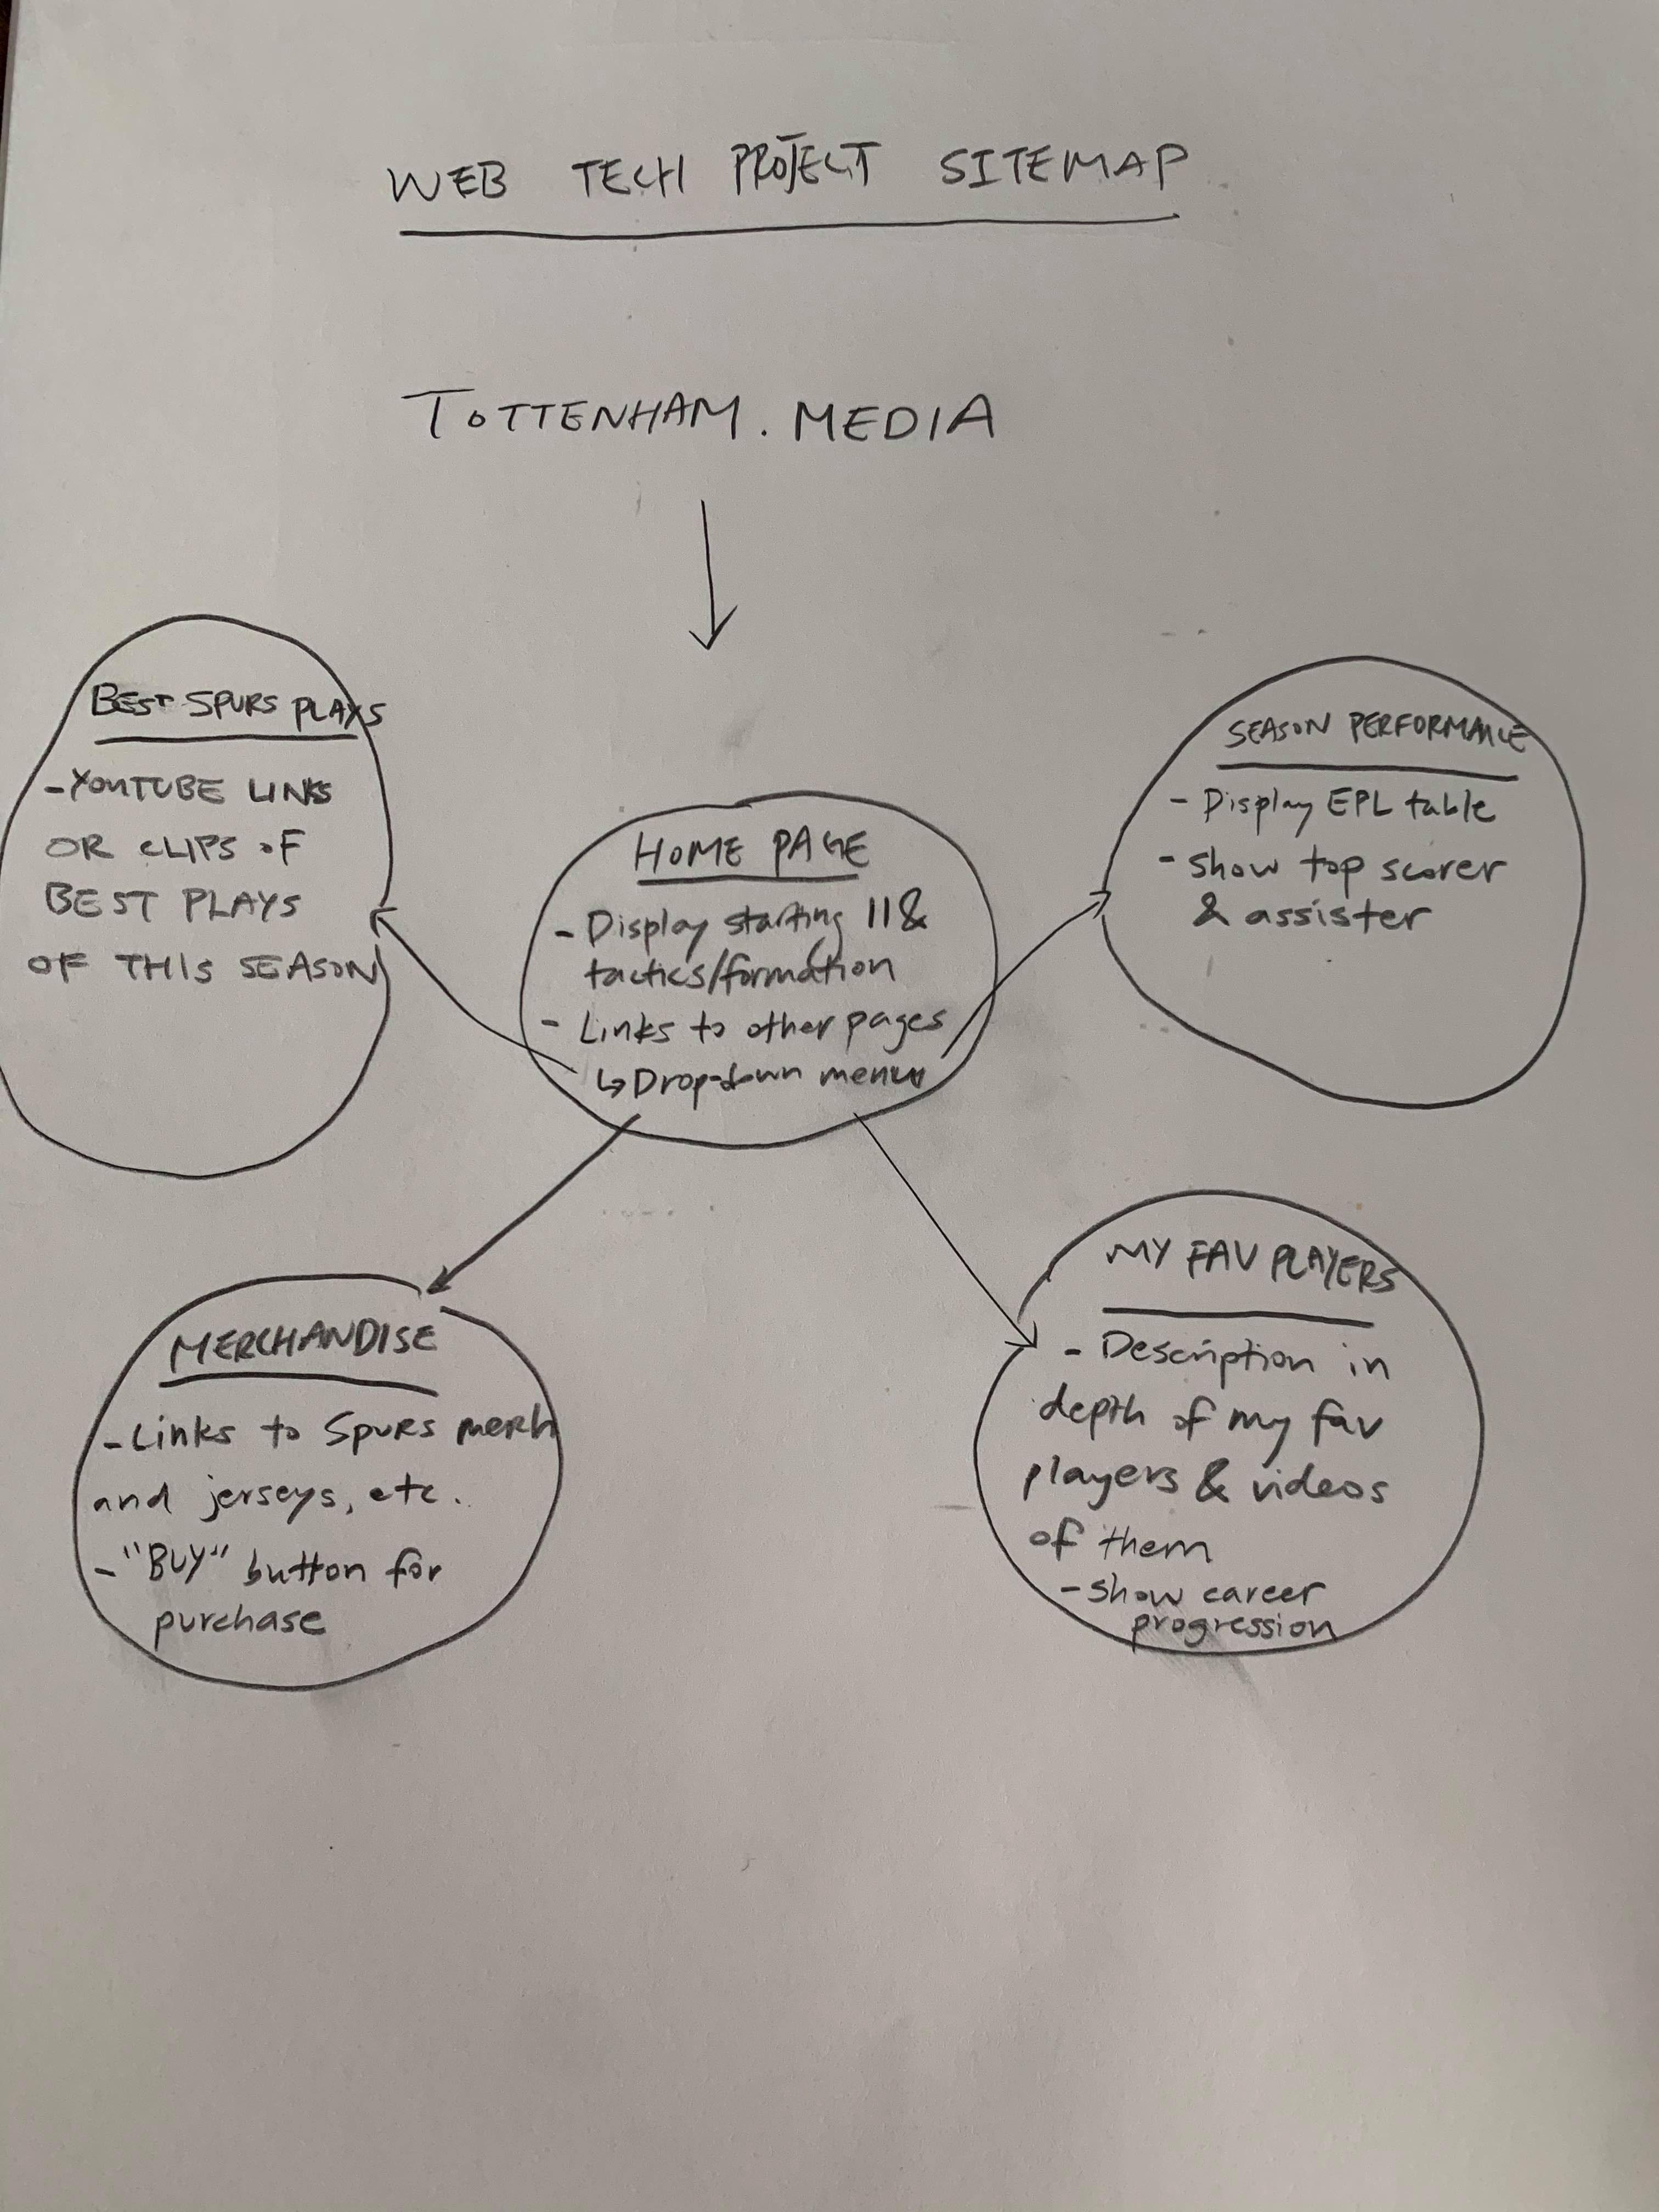 WEB TECH PROJECT SITEMAP
TOTTENHAM.MEDIA
BEST SPURS PLAYS
-YOUTUBE LINKS
OR CLIPS OF
BEST PLAYS
OF THIS SEASON
HOME PAGE
- Display starting 11 &
tactics/formation
- Links to other pages
↳ Drop-down menu
SEASON PERFORMANCE
- Display EPL table
- show top scorer
& assister
MERCHANDISE
- Links to Spurs merh
and jerseys, etc.
- "BUY" button for
purchase
MY FAV PLAYERS
- Description in
depth of my fav
players & videos
of them
- show career
progression